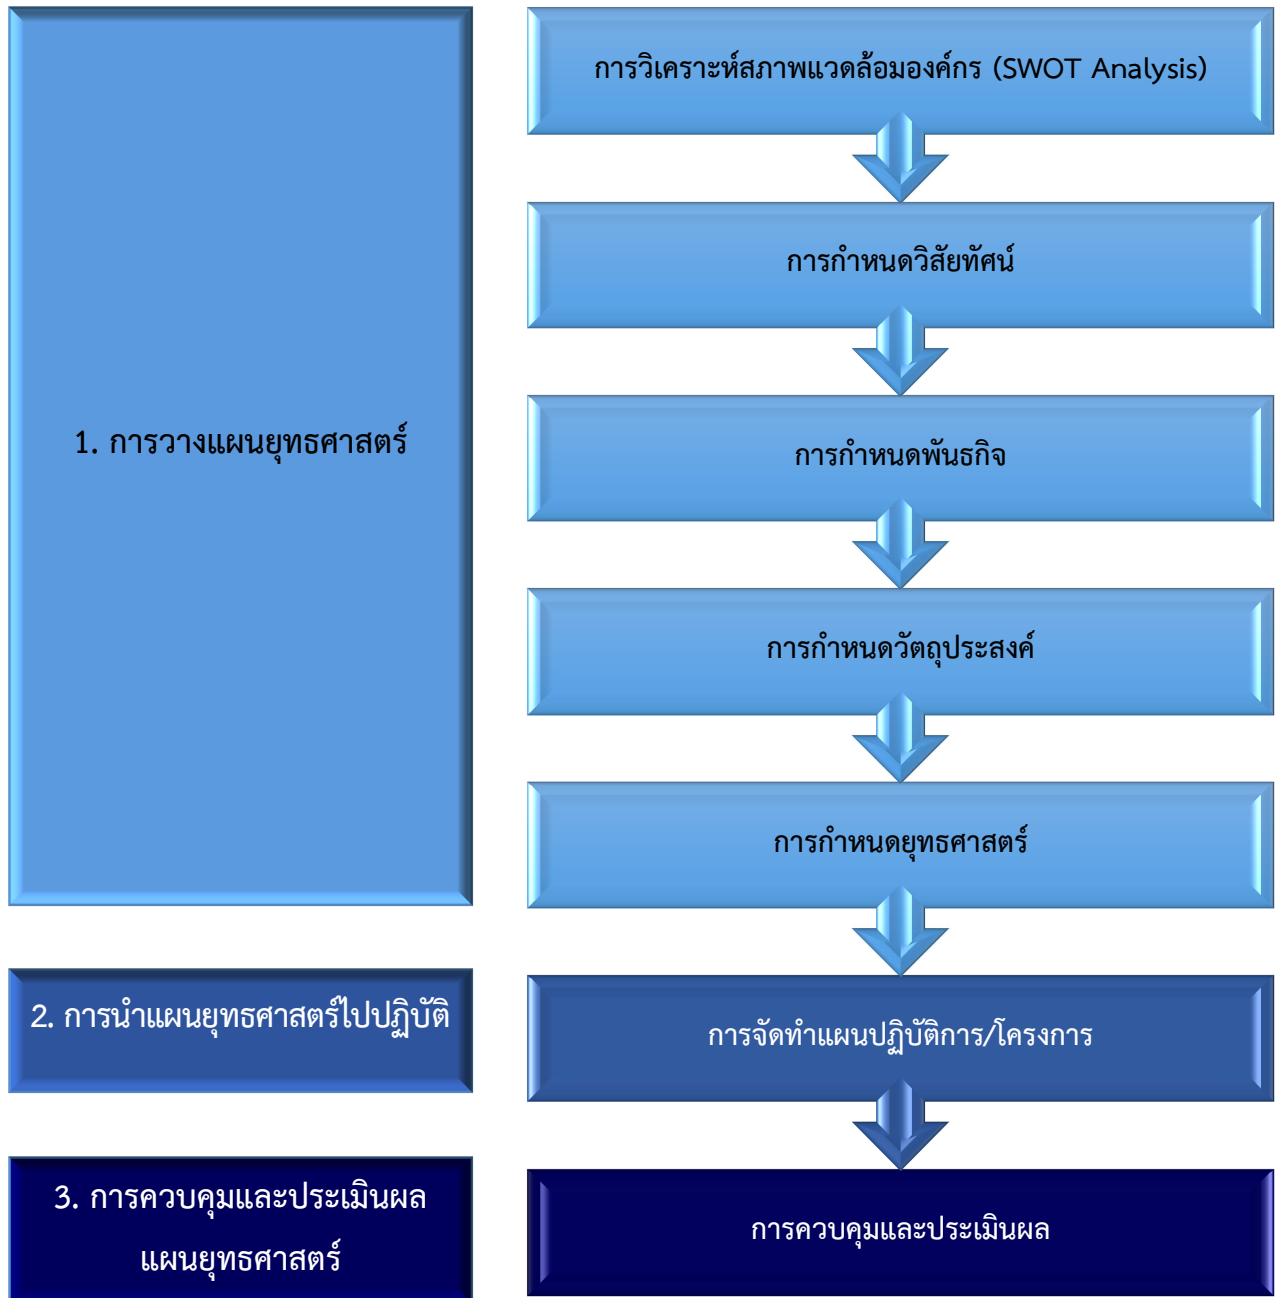 1. การวางแผนยุทธศาสตร์
การวิเคราะห์สภาพแวดล้อมองค์กร (SWOT Analysis)
การกำหนดวิสัยทัศน์
การกำหนดพันธกิจ
การกำหนดวัตถุประสงค์
การกำหนดยุทธศาสตร์
2. การนำแผนยุทธศาสตร์ไปปฏิบัติ
การจัดทำแผนปฏิบัติการ/โครงการ
3. การควบคุมและประเมินผล
แผนยุทธศาสตร์
การควบคุมและประเมินผล